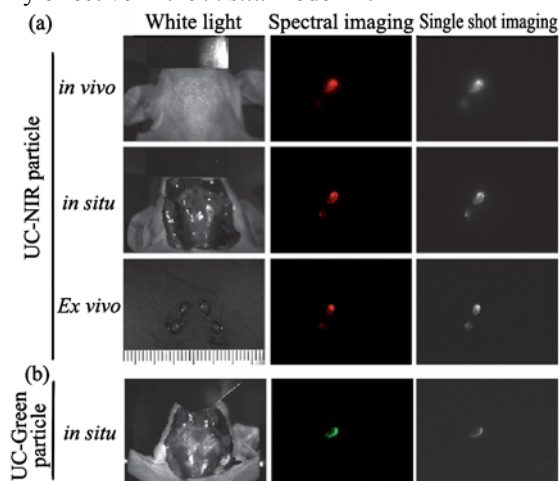 (a)
White light
Spectral imaging
Single shot imaging
UC-NIR particle
in vivo
in situ
Ex vivo
(b)
UC-Green
particle
in situ